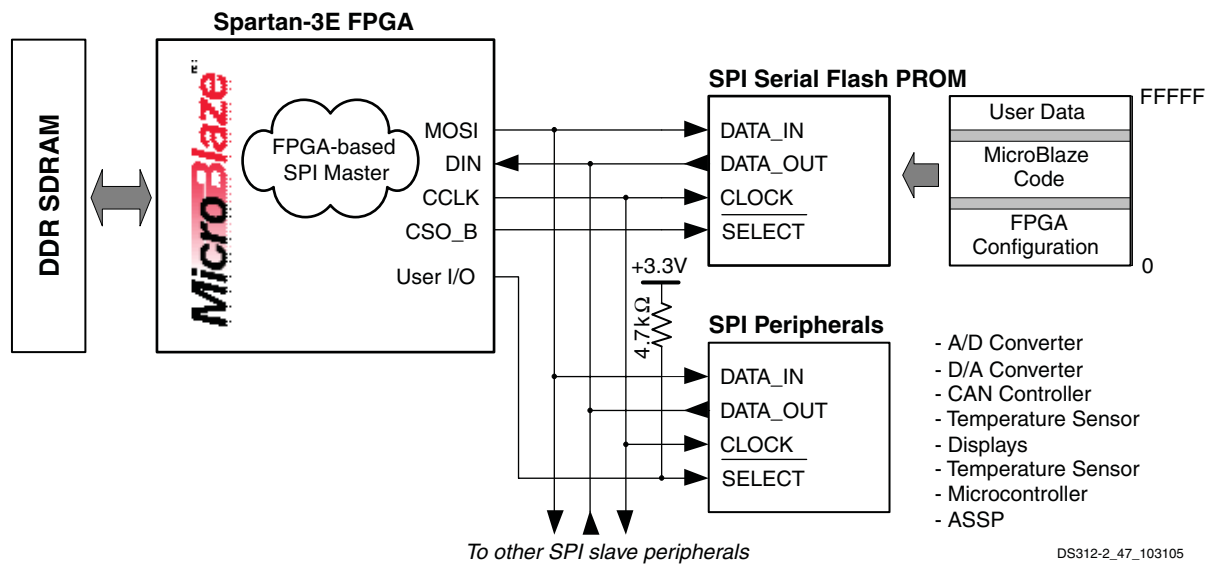 Spartan-3E FPGA
DDR SDRAM
MicroBlaze™
FPGA-based
SPI Master
MOSI
DIN
CCLK
CSO_B
User I/O
SPI Serial Flash PROM
DATA_IN
DATA_OUT
CLOCK
SELECT
User Data
MicroBlaze
Code
FPGA
Configuration
FFFFF
0
+3.3V
4.7kΩ
SPI Peripherals
DATA_IN
DATA_OUT
CLOCK
SELECT
- A/D Converter
- D/A Converter
- CAN Controller
- Temperature Sensor
- Displays
- Temperature Sensor
- Microcontroller
- ASSP
To other SPI slave peripherals
DS312-2_47_103105